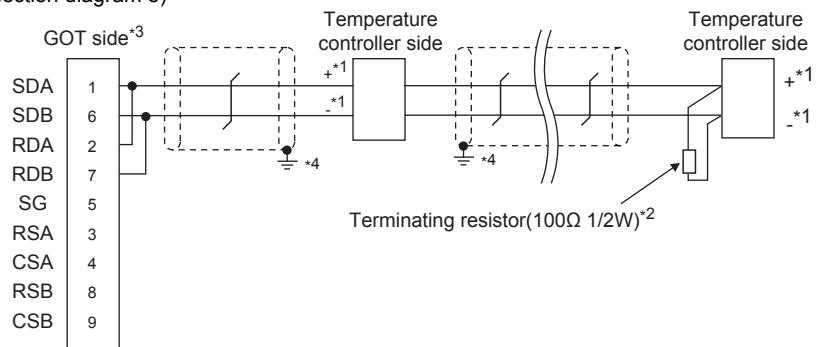 ection diagram 3)
GOT side*3
Temperature
controller side
Temperature
controller side
SDA 1
SDB 6
RDA 2
RDB 7
SG 5
RSA 3
CSA 4
RSB 8
CSB 9
+*1
-*1
+*1
-*1
*4
*4
Terminating resistor(100Ω 1/2W)*2